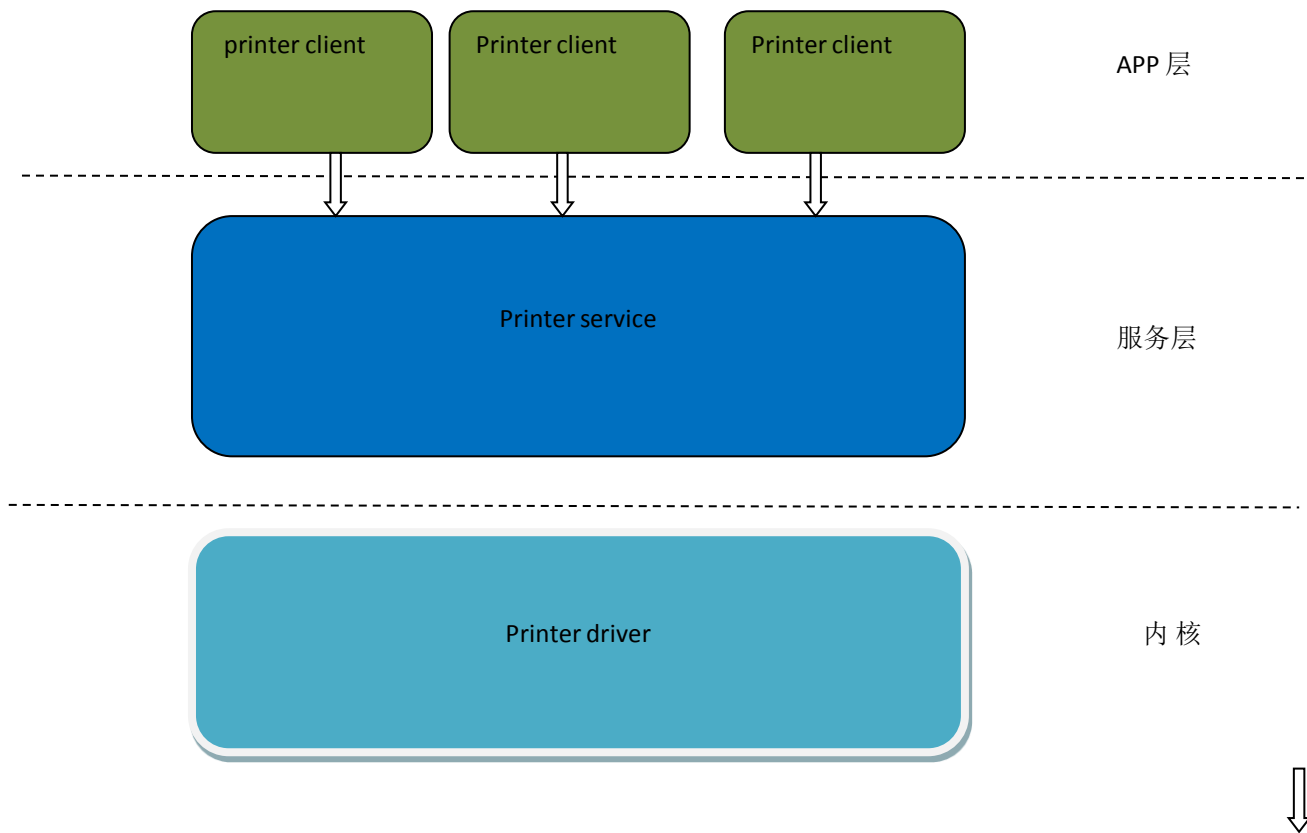 printer client
Printer client
Printer client
APP 层
Printer service
服务层
Printer driver
内 核